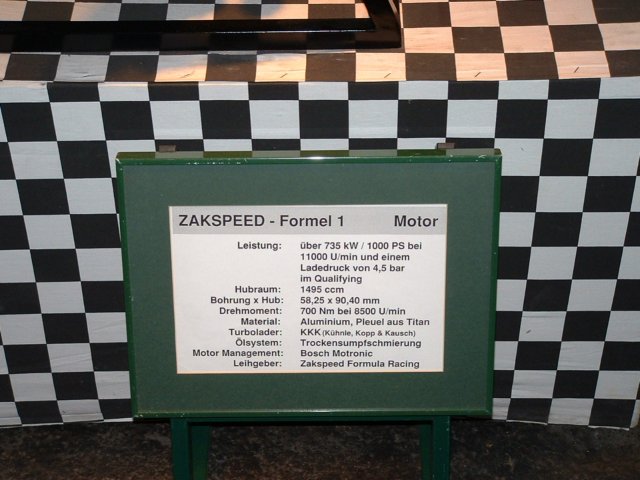 ZAKSPEED - Formel 1 Motor
Leistung: über 735 kW / 1000 PS bei
11000 U/min und einem
Ladedruck von 4,5 bar
im Qualifying
Hubraum: 1495 ccm
Bohrung x Hub: 58,25 x 90,40 mm
Drehmoment: 700 Nm bei 8500 U/min
Material: Aluminium, Pleuel aus Titan
Turbolader: KKK (Kühnle, Kopp & Kausch)
Ölsystem: Trockensumpfschmierung
Motor Management: Bosch Motronic
Leihgeber: Zakspeed Formula Racing